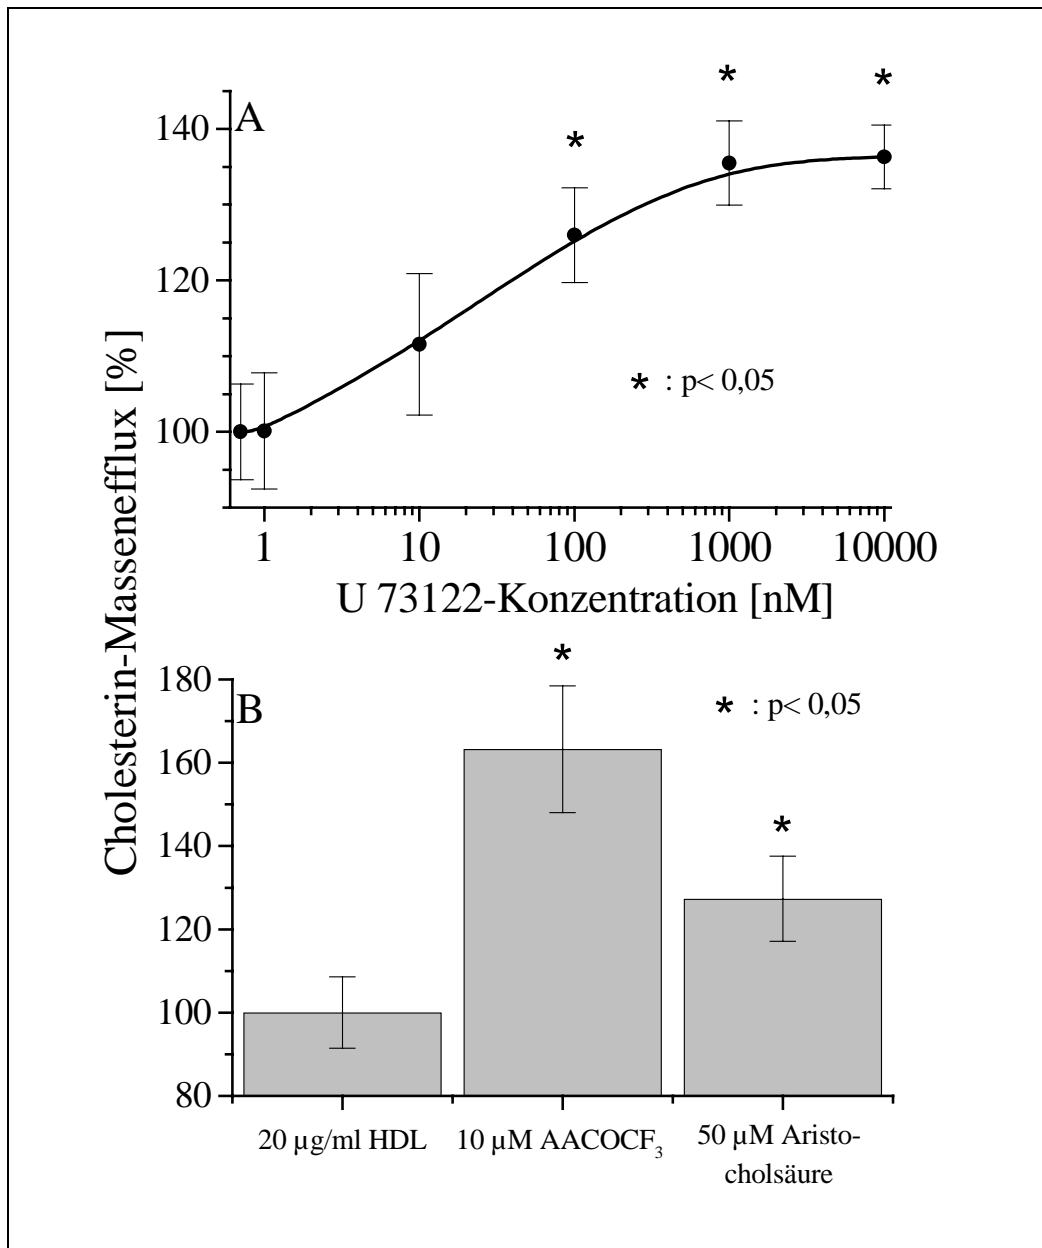 Cholesterin-Massenefflux [%]
A
*
*
*
140
120
100
* : p< 0,05
1
10
100
1000
10000
U 73122-Konzentration [nM]
B
*
* : p< 0,05
*
180
160
140
120
100
80
20 µg/ml HDL
10 µM AACOCF₃
50 µM Aristo-
cholsäure